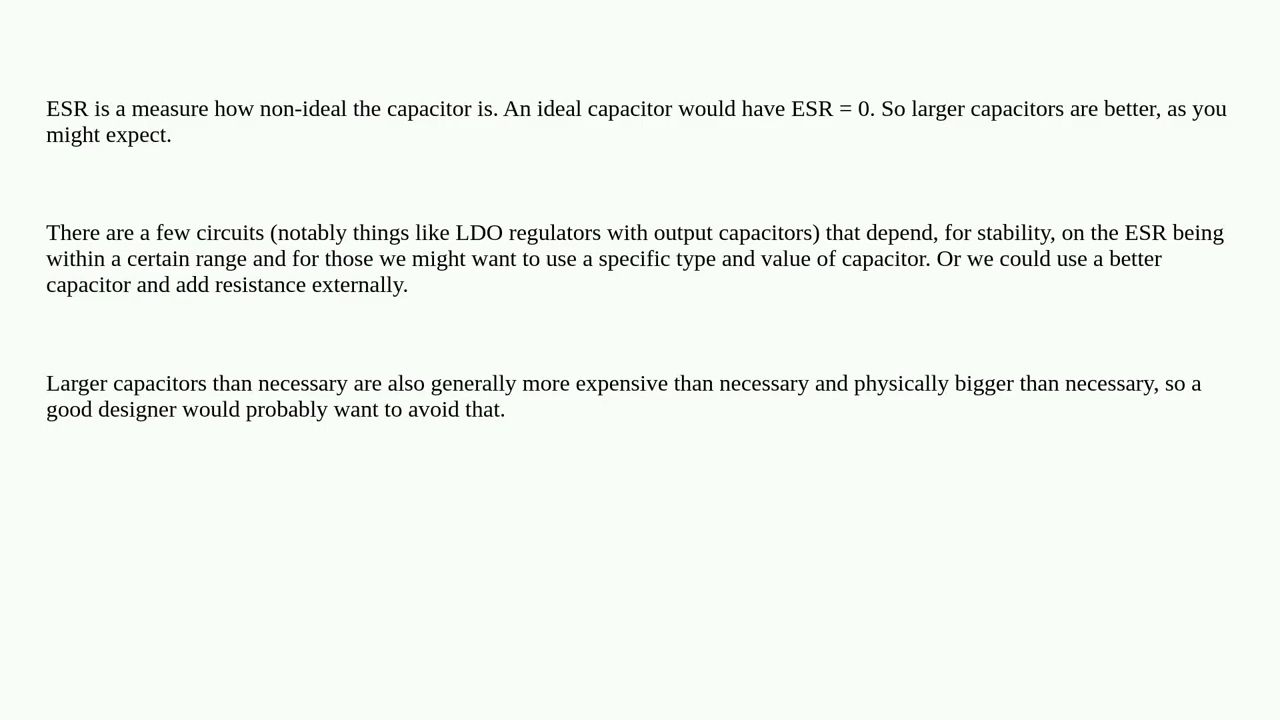 ESR is a measure how non-ideal the capacitor is. An ideal capacitor would have ESR = 0. So larger capacitors are better, as you
might expect.
There are a few circuits (notably things like LDO regulators with output capacitors) that depend, for stability, on the ESR being
within a certain range and for those we might want to use a specific type and value of capacitor. Or we could use a better
capacitor and add resistance externally.
Larger capacitors than necessary are also generally more expensive than necessary and physically bigger than necessary, so a
good designer would probably want to avoid that.